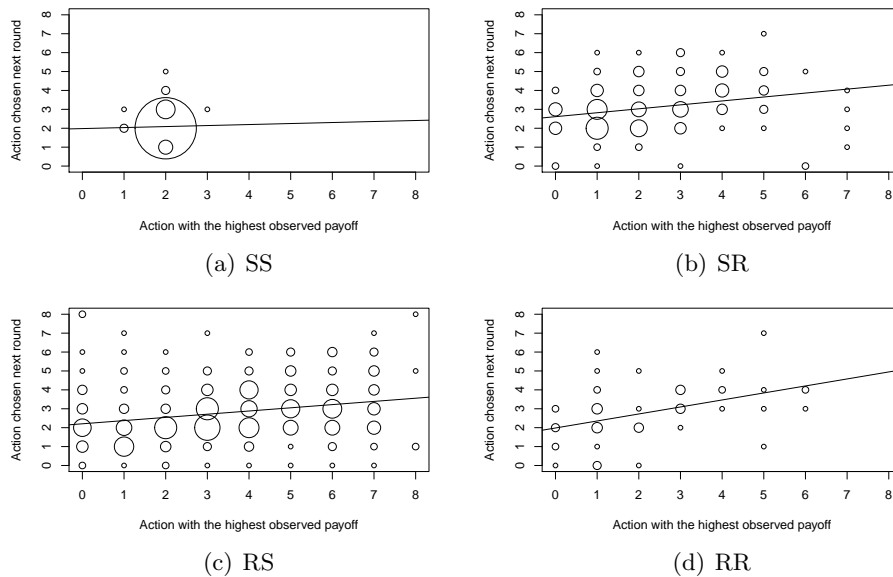 Action chosen next round
8
7
6
5
4
3
2
1
0
0 1 2 3 4 5 6 7 8
Action with the highest observed payoff
(a) SS
Action chosen next round
8
7
6
5
4
3
2
1
0
0 1 2 3 4 5 6 7 8
Action with the highest observed payoff
(b) SR
Action chosen next round
8
7
6
5
4
3
2
1
0
0 1 2 3 4 5 6 7 8
Action with the highest observed payoff
(c) RS
Action chosen next round
8
7
6
5
4
3
2
1
0
0 1 2 3 4 5 6 7 8
Action with the highest observed payoff
(d) RR